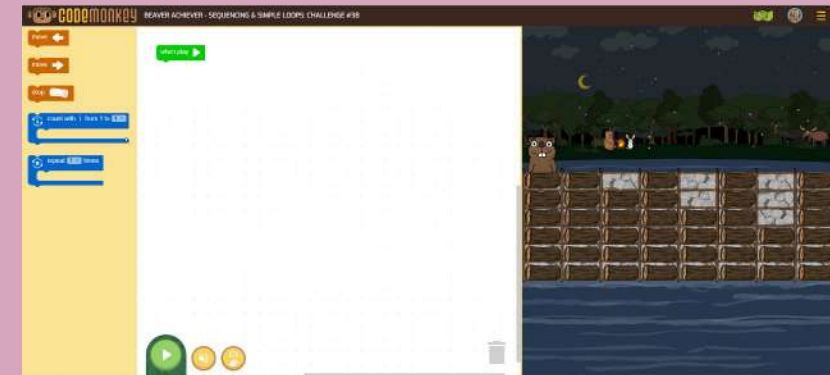 CODEMONKEY BEAVER ACHIEVER - SEQUENCING & SIMPLE LOOPS CHALLENGE #38
move
move
drop
count with i from 1 to
repeat times
when play